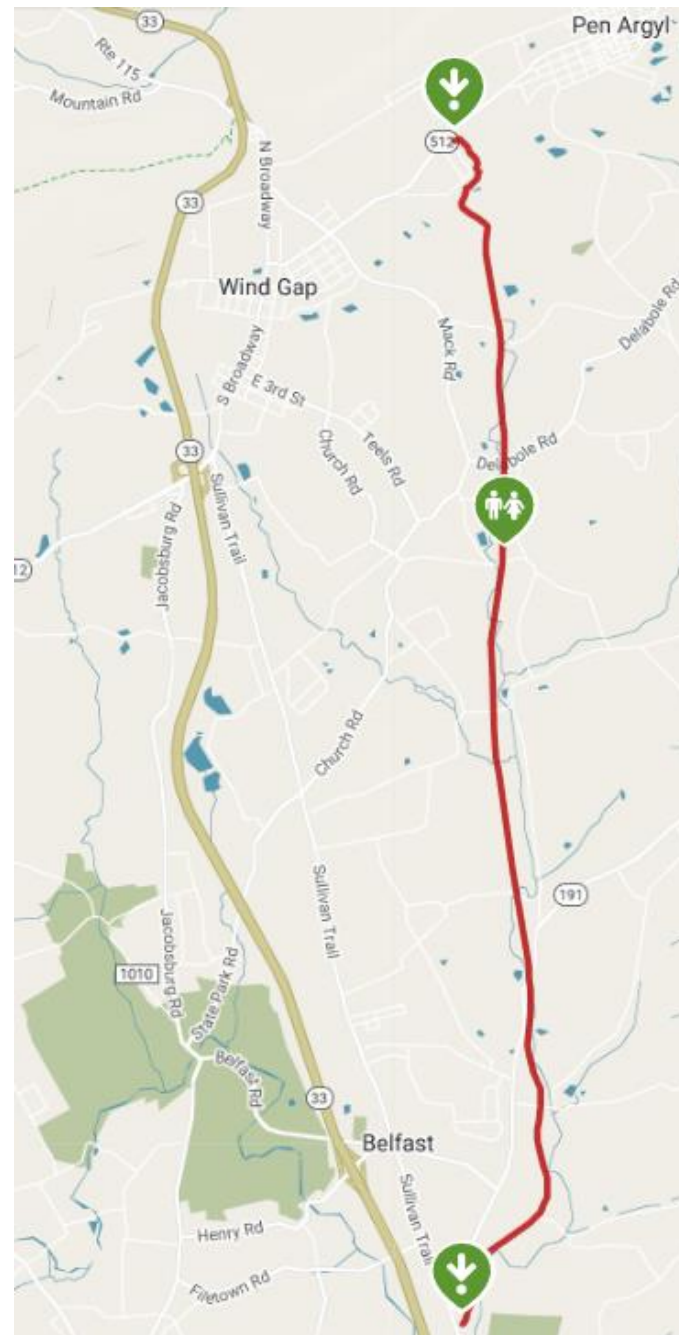 33
Pen Argyl
Rte 115
Mountain Rd
512
N Broadway
33
Wind Gap
Delabole Rd
Mack Rd
S Broadway
E 3rd St
Teels Rd
Church Rd
Delabole Rd
33
Sullivan Trail
Jacobsburg Rd
12
Church Rd
Sullivan Trail
191
Jacobsburg Rd
1010
State Park Rd
Belfast Rd
33
Belfast
Sullivan Trail
Henry Rd
Filetown Rd